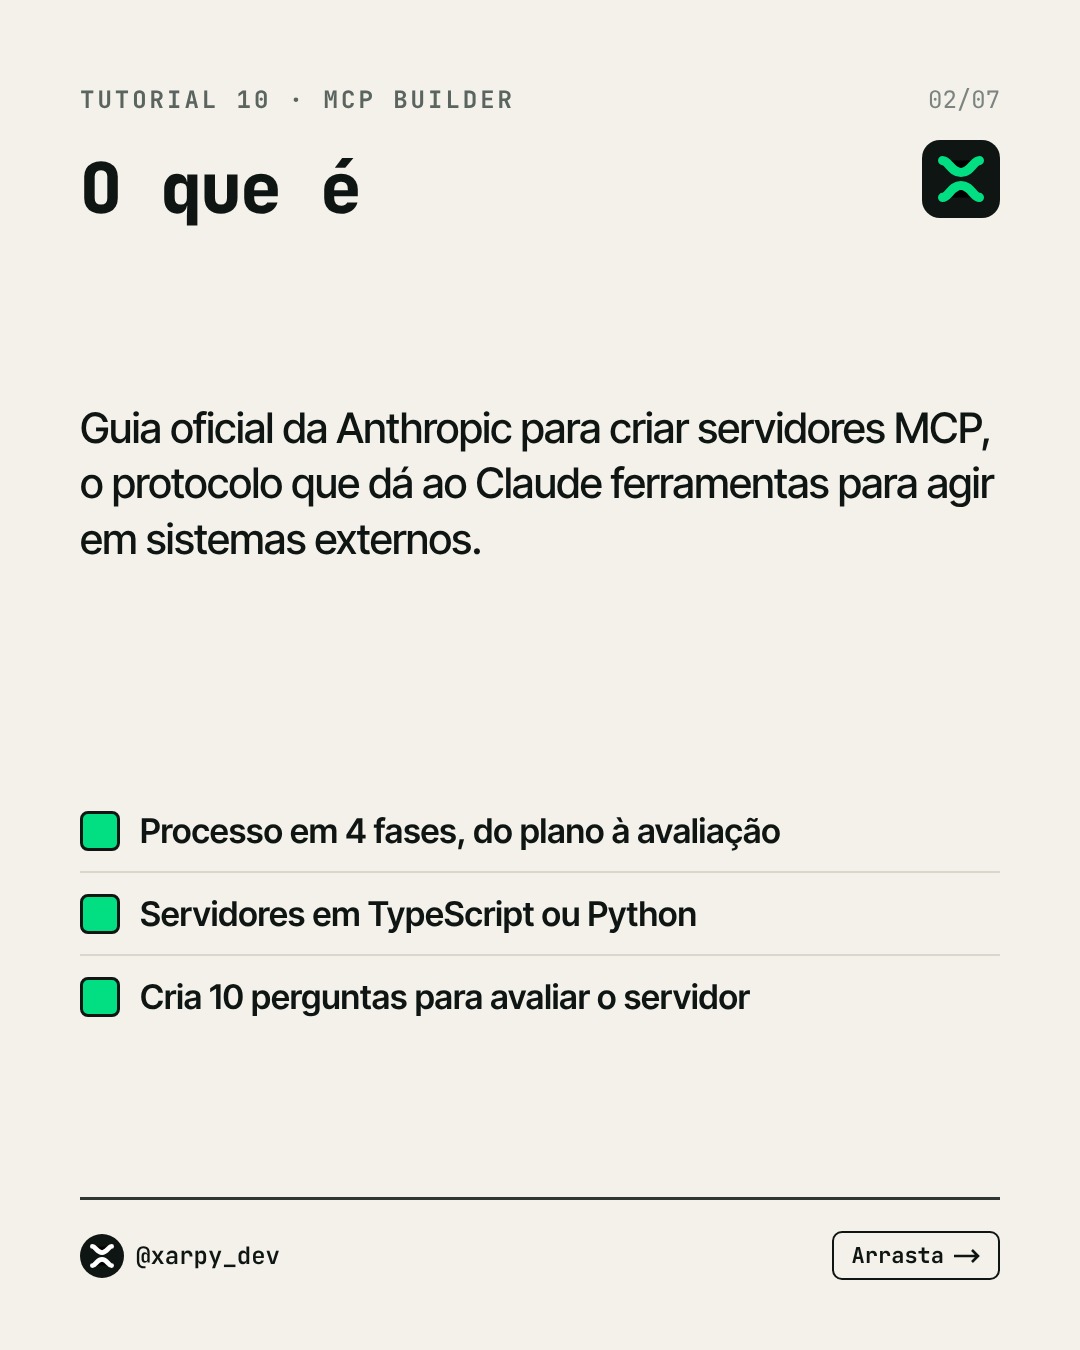 TUTORIAL 10 · MCP BUILDER
02/07
O que é
Guia oficial da Anthropic para criar servidores MCP,
o protocolo que dá ao Claude ferramentas para agir
em sistemas externos.
Processo em 4 fases, do plano à avaliação
Servidores em TypeScript ou Python
Cria 10 perguntas para avaliar o servidor
@xarpy_dev
Arrasta →